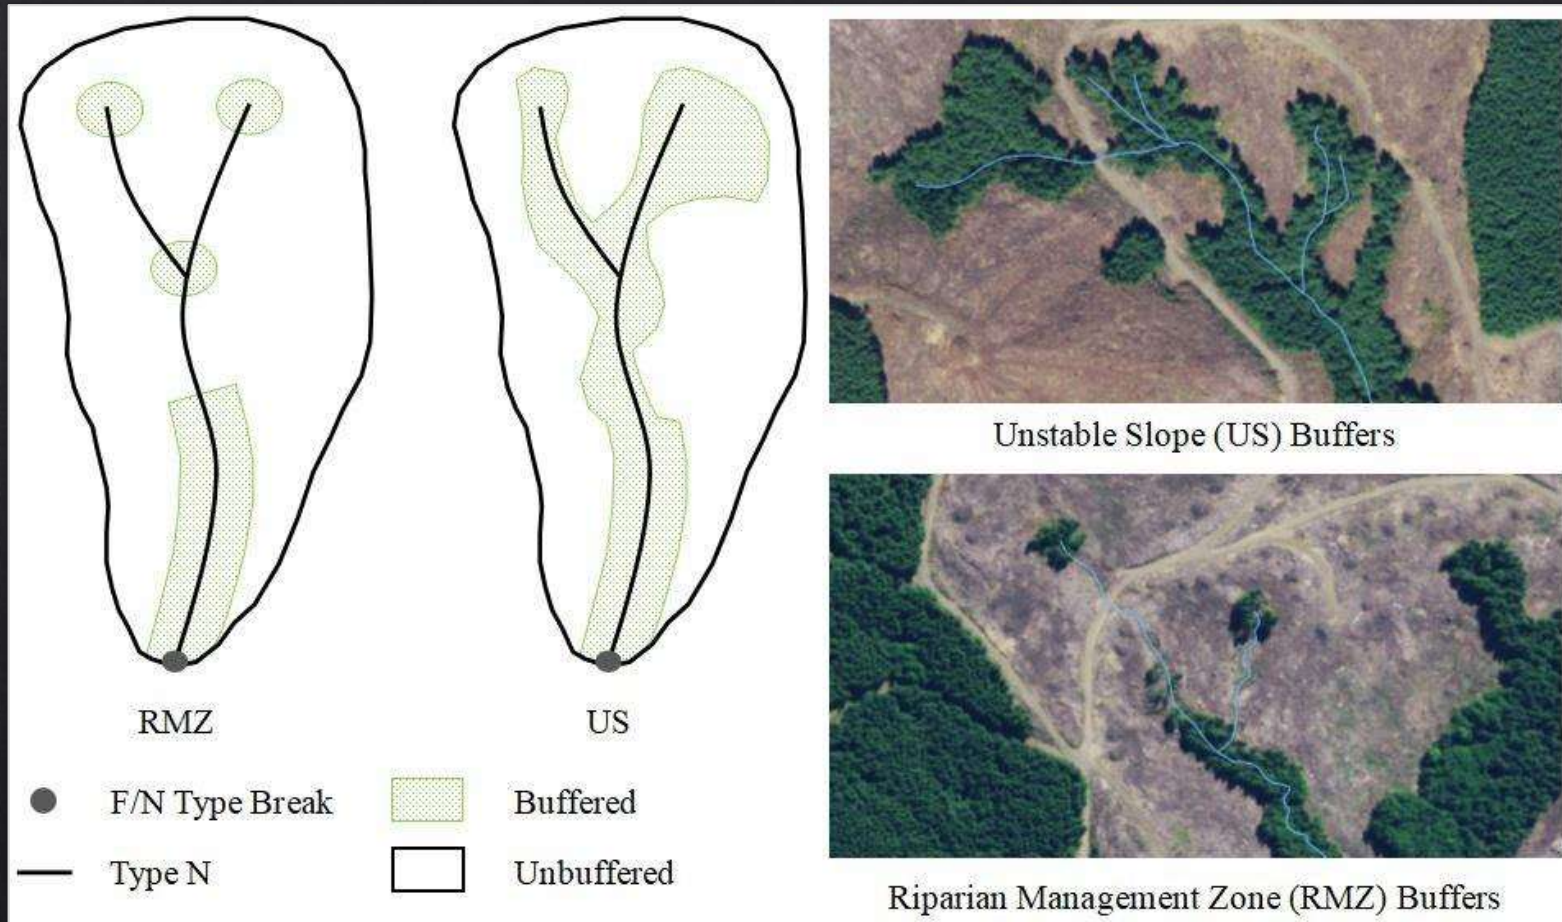 RMZ
US
F/N Type Break
Buffered
Type N
Unbuffered
Unstable Slope (US) Buffers
Riparian Management Zone (RMZ) Buffers